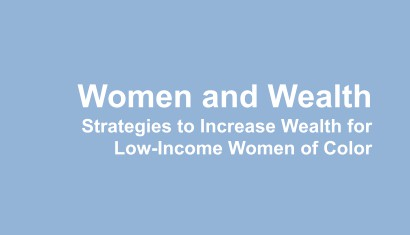 Women and Wealth
Strategies to Increase Wealth for
Low-Income Women of Color